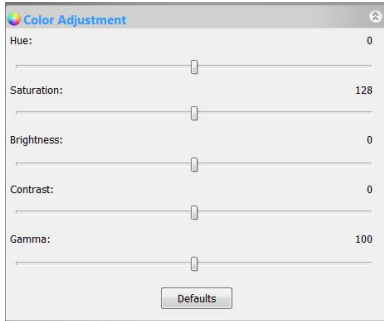 Color Adjustment
Hue: 0
Saturation: 128
Brightness: 0
Contrast: 0
Gamma: 100
Defaults